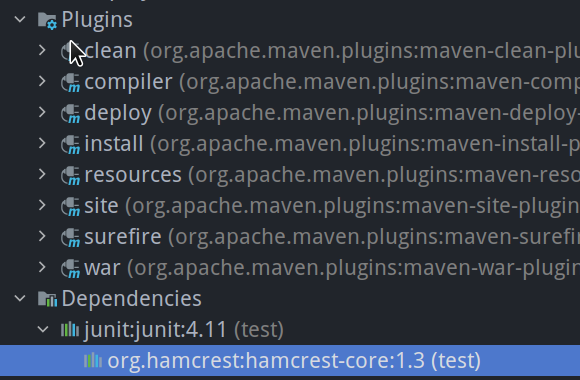 Plugins
clean (org.apache.maven.plugins:maven-clean-plu
compiler (org.apache.maven.plugins:maven-comp
deploy (org.apache.maven.plugins:maven-deploy-
install (org.apache.maven.plugins:maven-install-p
resources (org.apache.maven.plugins:maven-reso
site (org.apache.maven.plugins:maven-site-plugin
surefire (org.apache.maven.plugins:maven-surefi
war (org.apache.maven.plugins:maven-war-plugin
Dependencies
junit:junit:4.11 (test)
org.hamcrest:hamcrest-core:1.3 (test)